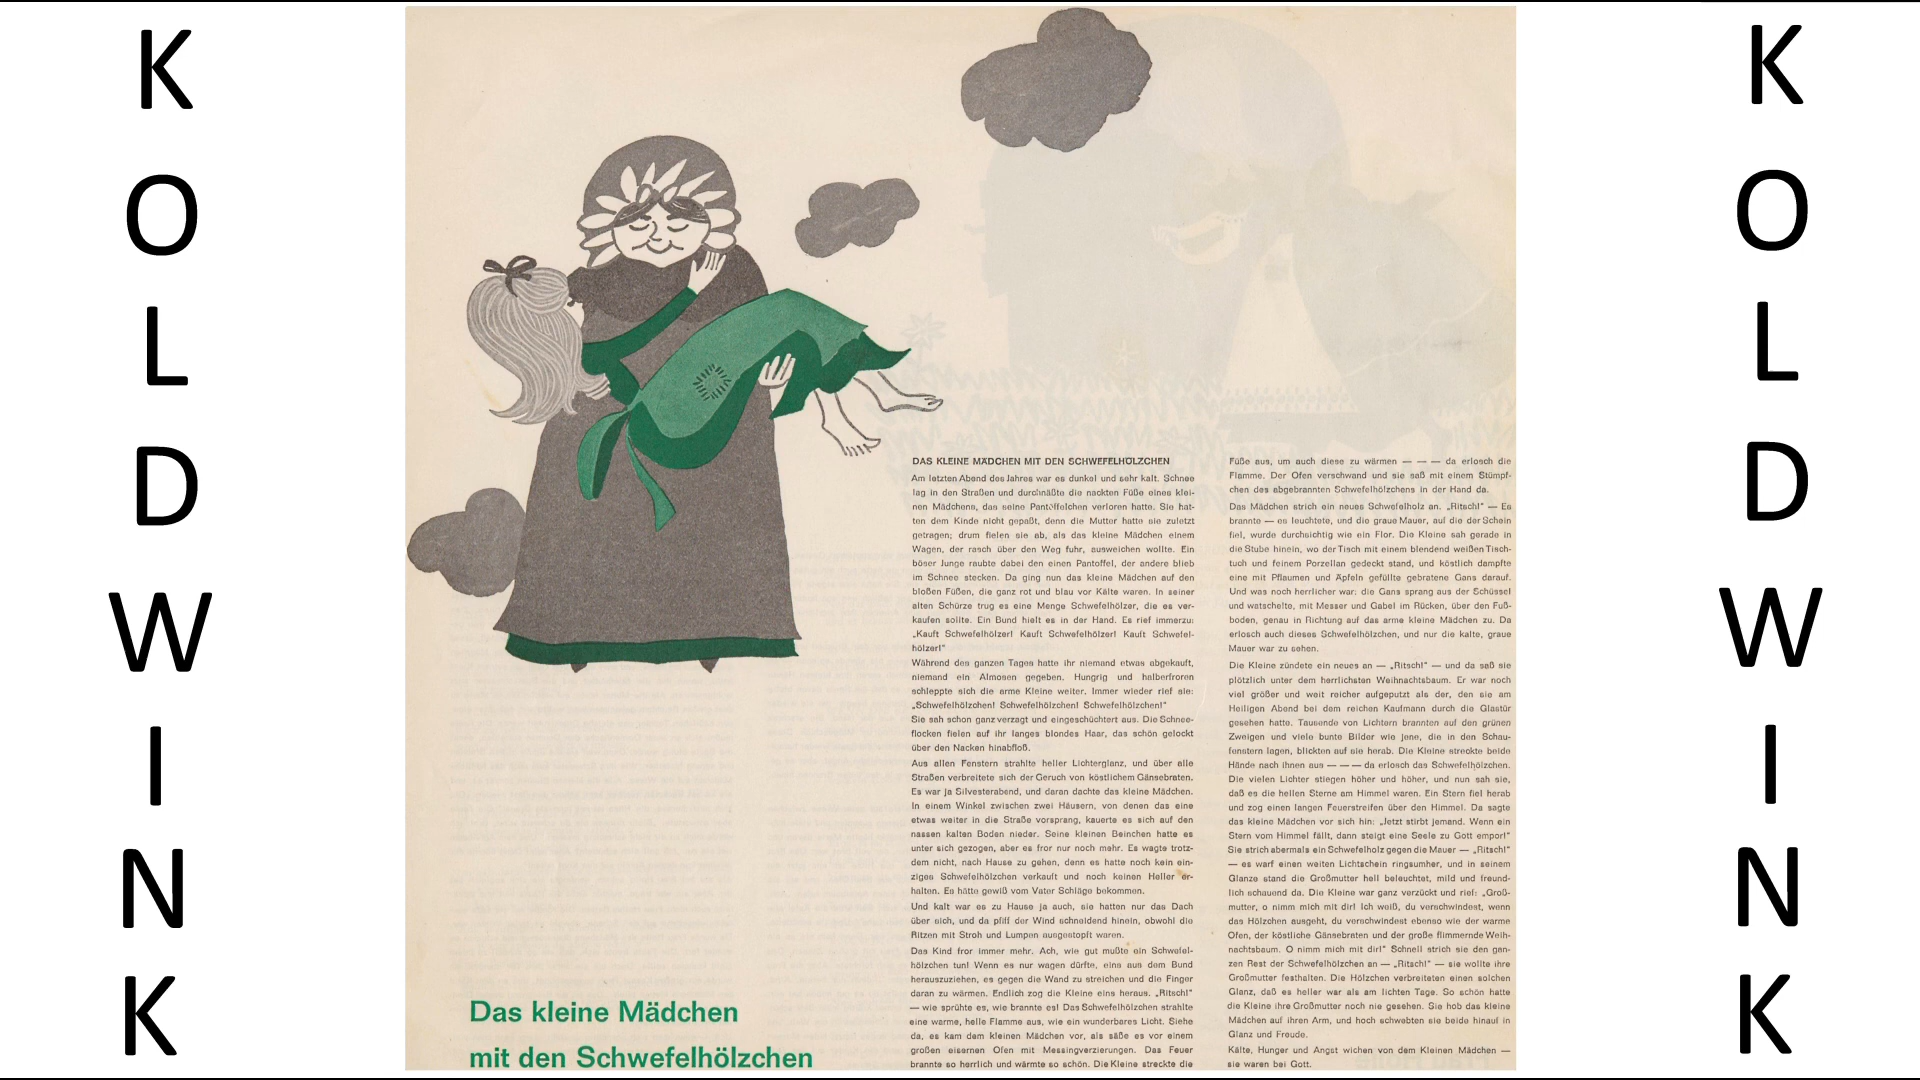 K
O
L
D
W
I
N
K
Das kleine Mädchen
mit den Schwefelhölzchen
DAS KLEINE MÄDCHEN MIT DEN SCHWEFELHÖLZCHEN
Am letzten Abend des Jahres war es dunkel und sehr kalt. Schnee
lag in den Straßen und durchnäßte die nackten Füße eines klei-
nen Mädchens, das seine Pantöffelchen verloren hatte. Sie hat-
ten dem Kinde nicht gepaßt, denn die Mutter hatte sie zuletzt
getragen; drum fielen sie ab, als das kleine Mädchen einem
Wagen, der rasch über den Weg fuhr, ausweichen wollte. Ein
böser Junge raubte dabei den einen Pantoffel, der andere blieb
im Schnee stecken. Da ging nun das kleine Mädchen auf den
bloßen Füßen, die ganz rot und blau vor Kälte waren. In seiner
alten Schürze trug es eine Menge Schwefelhölzer, die es ver-
kaufen sollte. Ein Bund hielt es in der Hand. Es rief immerzu:
„Kauft Schwefelhölzer! Kauft Schwefelhölzer! Kauft Schwefel-
hölzer!"
Während des ganzen Tages hatte ihr niemand etwas abgekauft,
niemand ein Almosen gegeben. Hungrig und halberfroren
schleppte sich die arme Kleine weiter. Immer wieder rief sie:
„Schwefelhölzchen! Schwefelhölzchen! Schwefelhölzchen!"
Sie sah schon ganz verzagt und eingeschüchtert aus. Die Schnee-
flocken fielen auf ihr langes blondes Haar, das schön gelockt
über den Nacken hinabfloß.
Aus allen Fenstern strahlte heller Lichterglanz, und über alle
Straßen verbreitete sich der Geruch von köstlichem Gänsebraten.
Es war ja Silvesterabend, und daran dachte das kleine Mädchen.
In einem Winkel zwischen zwei Häusern, von denen das eine
etwas weiter in die Straße vorsprang, kauerte es sich auf den
nassen kalten Boden nieder. Seine kleinen Beinchen hatte es
unter sich gezogen, aber es fror nur noch mehr. Es wagte trotz-
dem nicht, nach Hause zu gehen, denn es hatte noch kein ein-
ziges Schwefelhölzchen verkauft und noch keinen Heller er-
halten. Es hätte gewiß vom Vater Schläge bekommen.
Und kalt war es zu Hause ja auch, sie hatten nur das Dach
über sich, und da pfiff der Wind schneidend hinein, obwohl die
Ritzen mit Stroh und Lumpen ausgestopft waren.
Das Kind fror immer mehr. Ach, wie gut mußte ein Schwefel-
hölzchen tun! Wenn es nur wagen dürfte, eins aus dem Bund
herauszuziehen, es gegen die Wand zu streichen und die Finger
daran zu wärmen. Endlich zog die Kleine eins heraus. „Ritsch!"
— wie sprühte es, wie brannte es! Das Schwefelhölzchen strahlte
eine warme, helle Flamme aus, wie ein wunderbares Licht. Siehe
da, es kam dem kleinen Mädchen vor, als säße es vor einem
großen eisernen Ofen mit Messingverzierungen. Das Feuer
brannte so herrlich und wärmte so schön. Die Kleine streckte die
Füße aus, um auch diese zu wärmen — — — da erlosch die
Flamme. Der Ofen verschwand und sie saß mit einem Stümpf-
chen des abgebrannten Schwefelhölzchens in der Hand da.
Das Mädchen strich ein neues Schwefelholz an. „Ritsch!" — Es
brannte — es leuchtete, und die graue Mauer, auf die der Schein
fiel, wurde durchsichtig wie ein Flor. Die Kleine sah gerade in
die Stube hinein, wo der Tisch mit einem blendend weißen Tisch-
tuch und feinem Porzellan gedeckt stand, und köstlich dampfte
eine mit Pflaumen und Äpfeln gefüllte gebratene Gans darauf.
Und was noch herrlicher war: die Gans sprang aus der Schüssel
und watschelte, mit Messer und Gabel im Rücken, über den Fuß-
boden, genau in Richtung auf das arme kleine Mädchen zu. Da
erlosch auch dieses Schwefelhölzchen, und nur die kalte, graue
Mauer war zu sehen.
Die Kleine zündete ein neues an — „Ritsch!" — und da saß sie
plötzlich unter dem herrlichsten Weihnachtsbaum. Er war noch
viel größer und weit reicher aufgeputzt als der, den sie am
Heiligen Abend bei dem reichen Kaufmann durch die Glastür
gesehen hatte. Tausende von Lichtern brannten auf den grünen
Zweigen und viele bunte Bilder wie jene, die in den Schau-
fenstern lagen, blickten auf sie herab. Die Kleine streckte beide
Hände nach ihnen aus — — — da erlosch das Schwefelhölzchen.
Die vielen Lichter stiegen höher und höher, und nun sah sie,
daß es die hellen Sterne am Himmel waren. Ein Stern fiel herab
und zog einen langen Feuerstreifen über den Himmel. Da sagte
das kleine Mädchen vor sich hin: „Jetzt stirbt jemand. Wenn ein
Stern vom Himmel fällt, dann steigt eine Seele zu Gott empor!"
Sie strich abermals ein Schwefelholz gegen die Mauer — „Ritsch!"
— es warf einen weiten Lichtschein ringsumher, und in seinem
Glanze stand die Großmutter hell beleuchtet, mild und freund-
lich schauend da. Die Kleine war ganz verzückt und rief: „Groß-
mutter, o nimm mich mit dir! Ich weiß, du verschwindest, wenn
das Hölzchen ausgeht, du verschwindest ebenso wie der warme
Ofen, der köstliche Gänsebraten und der große flimmernde Weih-
nachtsbaum. O nimm mich mit dir!" Schnell strich sie den gan-
zen Rest der Schwefelhölzchen an — „Ritsch!" — sie wollte ihre
Großmutter festhalten. Die Hölzchen verbreiteten einen solchen
Glanz, daß es heller war als am lichten Tage. So schön hatte
die Kleine ihre Großmutter noch nie gesehen. Sie hob das kleine
Mädchen auf ihren Arm, und hoch schwebten sie beide hinauf in
Glanz und Freude.
Kälte, Hunger und Angst wichen von dem Kleinen Mädchen —
sie waren bei Gott.
K
O
L
D
W
I
N
K